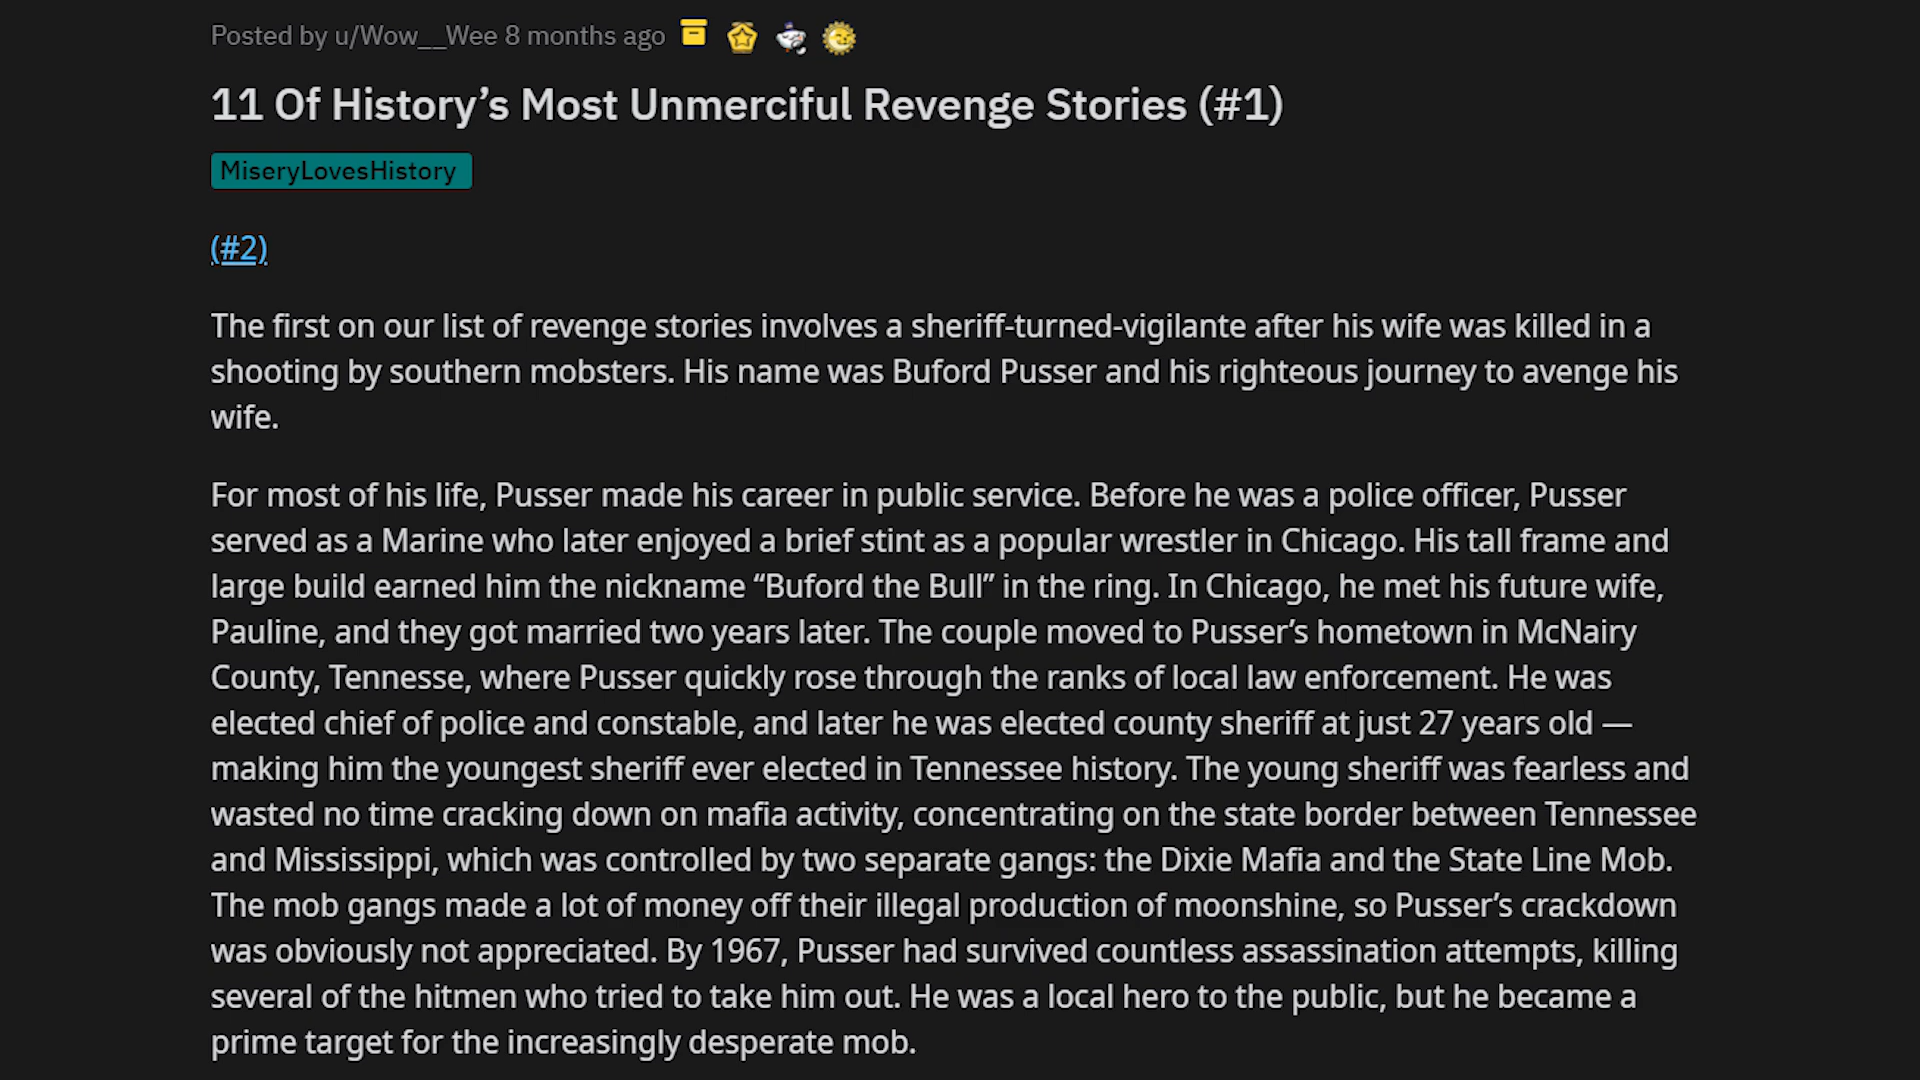 Posted by u/Wow__Wee 8 months ago
11 Of History’s Most Unmerciful Revenge Stories (#1)
MiseryLovesHistory
(#2)
The first on our list of revenge stories involves a sheriff-turned-vigilante after his wife was killed in a
shooting by southern mobsters. His name was Buford Pusser and his righteous journey to avenge his
wife.
For most of his life, Pusser made his career in public service. Before he was a police officer, Pusser
served as a Marine who later enjoyed a brief stint as a popular wrestler in Chicago. His tall frame and
large build earned him the nickname “Buford the Bull” in the ring. In Chicago, he met his future wife,
Pauline, and they got married two years later. The couple moved to Pusser’s hometown in McNairy
County, Tennesse, where Pusser quickly rose through the ranks of local law enforcement. He was
elected chief of police and constable, and later he was elected county sheriff at just 27 years old —
making him the youngest sheriff ever elected in Tennessee history. The young sheriff was fearless and
wasted no time cracking down on mafia activity, concentrating on the state border between Tennessee
and Mississippi, which was controlled by two separate gangs: the Dixie Mafia and the State Line Mob.
The mob gangs made a lot of money off their illegal production of moonshine, so Pusser’s crackdown
was obviously not appreciated. By 1967, Pusser had survived countless assassination attempts, killing
several of the hitmen who tried to take him out. He was a local hero to the public, but he became a
prime target for the increasingly desperate mob.